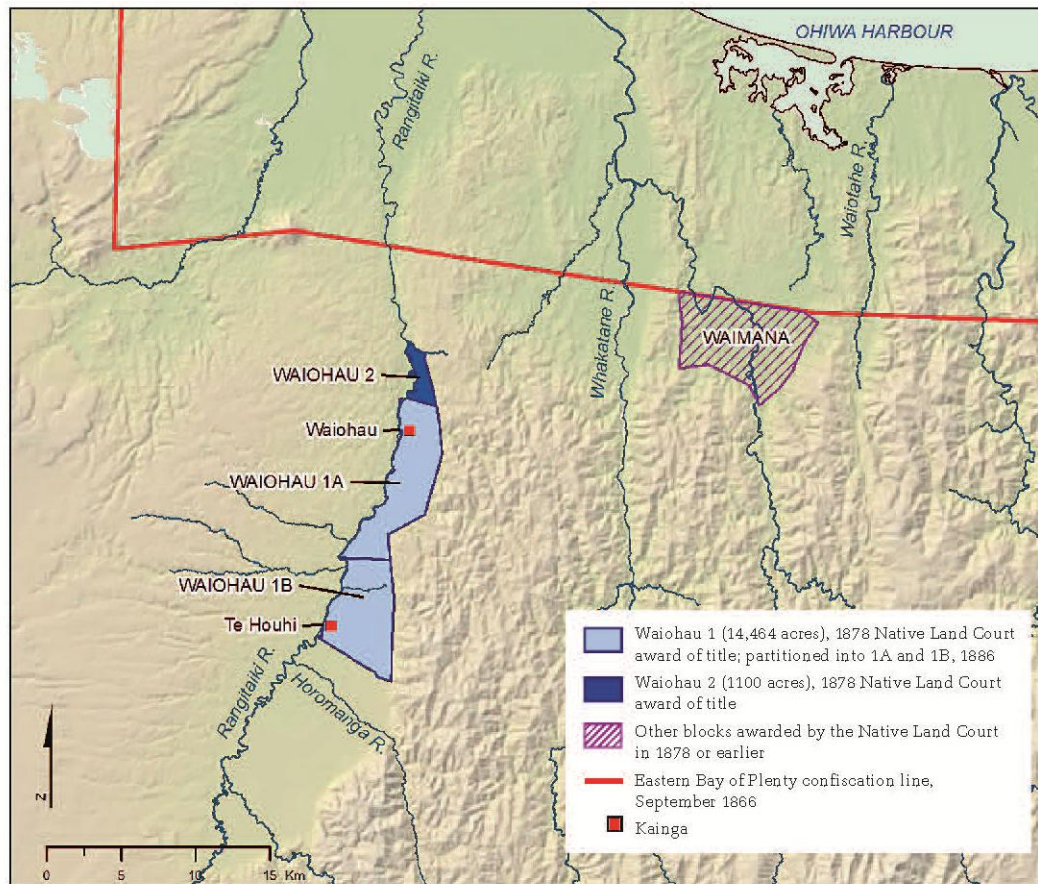 OHIWA HARBOUR
Rangitaiki R.
Waiotahe R.
Whakatane R.
WAIMANA
WAIOHAU 2
Waiohau
WAIOHAU 1A
WAIOHAU 1B
Te Houhi
Rangitaiki R.
Horomanga R.
N
0 5 10 15 Km
Waiohau 1 (14,464 acres), 1878 Native Land Court
award of title; partitioned into 1A and 1B, 1886
Waiohau 2 (1100 acres), 1878 Native Land Court
award of title
Other blocks awarded by the Native Land Court
in 1878 or earlier
Eastern Bay of Plenty confiscation line,
September 1866
Kainga